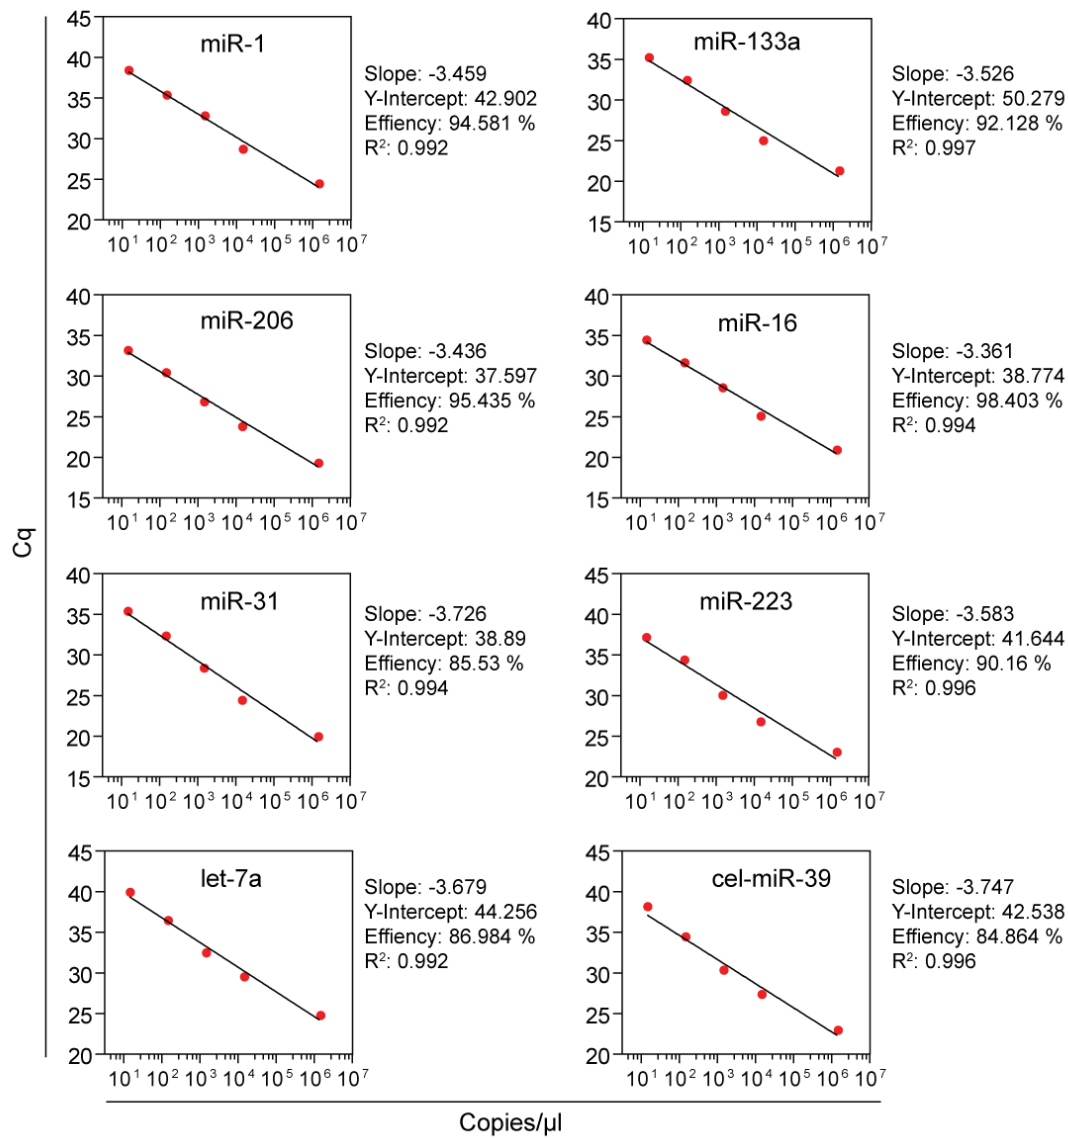 Cq
45
40
35
30
25
20
miR-1
10¹ 10² 10³ 10⁴ 10⁵ 10⁶ 10⁷
Slope: -3.459
Y-Intercept: 42.902
Effiency: 94.581 %
R²: 0.992
40
35
30
25
20
15
miR-133a
10¹ 10² 10³ 10⁴ 10⁵ 10⁶ 10⁷
Slope: -3.526
Y-Intercept: 50.279
Effiency: 92.128 %
R²: 0.997
40
35
30
25
20
15
miR-206
10¹ 10² 10³ 10⁴ 10⁵ 10⁶ 10⁷
Slope: -3.436
Y-Intercept: 37.597
Effiency: 95.435 %
R²: 0.992
40
35
30
25
20
15
miR-16
10¹ 10² 10³ 10⁴ 10⁵ 10⁶ 10⁷
Slope: -3.361
Y-Intercept: 38.774
Effiency: 98.403 %
R²: 0.994
40
35
30
25
20
15
miR-31
10¹ 10² 10³ 10⁴ 10⁵ 10⁶ 10⁷
Slope: -3.726
Y-Intercept: 38.89
Effiency: 85.53 %
R²: 0.994
45
40
35
30
25
20
miR-223
10¹ 10² 10³ 10⁴ 10⁵ 10⁶ 10⁷
Slope: -3.583
Y-Intercept: 41.644
Effiency: 90.16 %
R²: 0.996
45
40
35
30
25
20
let-7a
10¹ 10² 10³ 10⁴ 10⁵ 10⁶ 10⁷
Slope: -3.679
Y-Intercept: 44.256
Effiency: 86.984 %
R²: 0.992
45
40
35
30
25
20
cel-miR-39
10¹ 10² 10³ 10⁴ 10⁵ 10⁶ 10⁷
Slope: -3.747
Y-Intercept: 42.538
Effiency: 84.864 %
R²: 0.996
Copies/µl